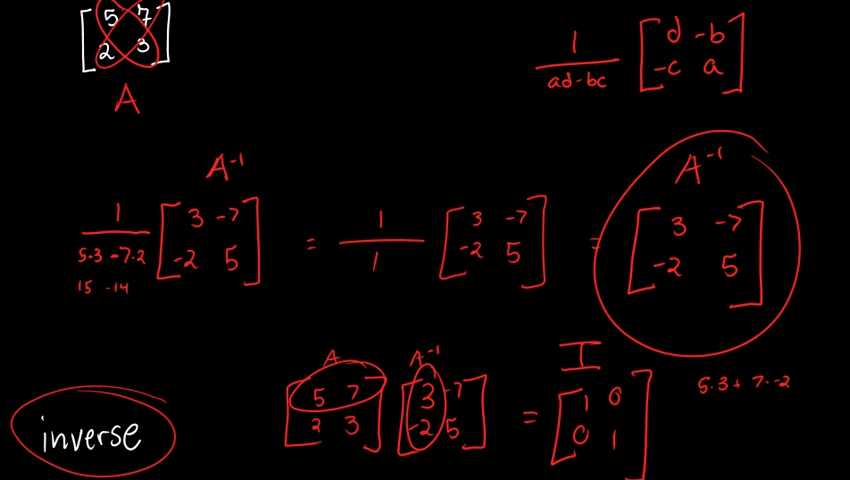 [5 7
2 3]
A
1/(ad-bc) [d -b
-c a]
A⁻¹
1/(5·3 -7·2) [3 -7
-2 5]
15 -14
= 1/1 [3 -7
-2 5]
=
A⁻¹
[3 -7
-2 5]
A A⁻¹ I
[5 7 [3 -7 = [1 0
2 3] -2 5] 0 1]
5·3 + 7·-2
inverse